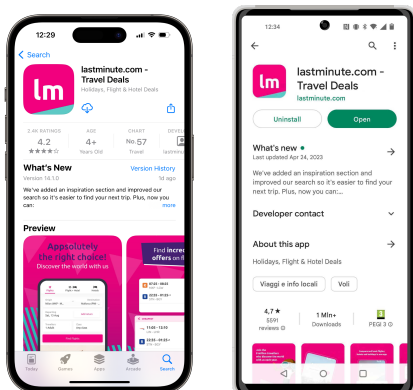 12:29
Search
lm
lastminute.com -
Travel Deals
Holidays, Flight & Hotel Deals
2.4K RATINGS
4.2
★★★★☆
AGE
4+
Years Old
CHART
No.57
Travel
DEVEL
lastminu
What's New
Version History
Version 14.1.0
1d ago
We've added an inspiration section and improved our
search so it's easier to find your next trip. Plus, now you
can:
more
Preview
Appsolutely
the right choice!
Discover the world with us
Find incre
offers on fl
Today
Games
Apps
Arcade
Search
12:34
lm
lastminute.com -
Travel Deals
lastminute.com
Uninstall
Open
What's new •
Last updated Apr 24, 2023
We've added an inspiration section and
improved our search so it's easier to find your
next trip. Plus, now you can:...
Developer contact
About this app
Holidays, Flight & Hotel Deals
Viaggi e info locali
Voli
4,7 ★
5591
reviews
1 Mln+
Downloads
3
PEGI 3